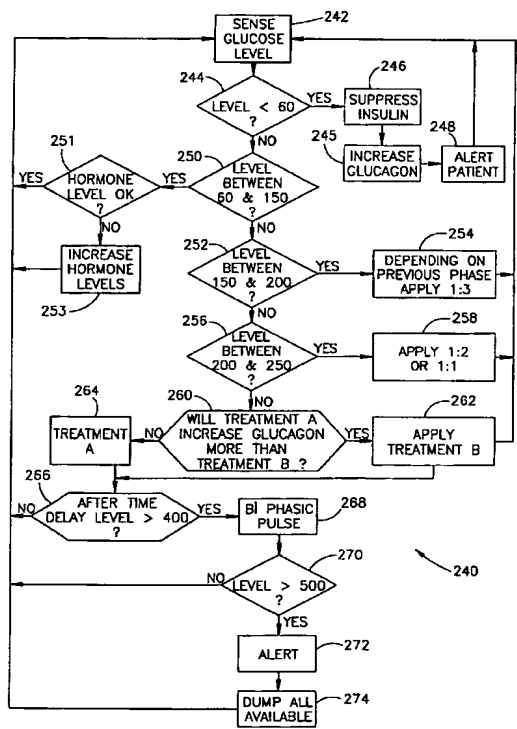 SENSE
GLUCOSE
LEVEL
242
244
LEVEL < 60
?
YES
NO
246
SUPPRESS
INSULIN
245
INCREASE
GLUCAGON
248
ALERT
PATIENT
251
HORMONE
LEVEL OK
?
YES
NO
YES
250
LEVEL
BETWEEN
60 & 150
?
NO
INCREASE
HORMONE
LEVELS
253
252
LEVEL
BETWEEN
150 & 200
?
YES
NO
254
DEPENDING ON
PREVIOUS PHASE
APPLY 1:3
256
LEVEL
BETWEEN
200 & 250
?
YES
NO
258
APPLY 1:2
OR 1:1
260
WILL TREATMENT A
INCREASE GLUCAGON
MORE THAN
TREATMENT B ?
NO
YES
264
TREATMENT
A
262
APPLY
TREATMENT B
266
AFTER TIME
DELAY LEVEL > 400
?
NO
YES
BI PHASIC
PULSE
268
270
LEVEL > 500
?
NO
YES
240
ALERT
272
DUMP ALL
AVAILABLE
274